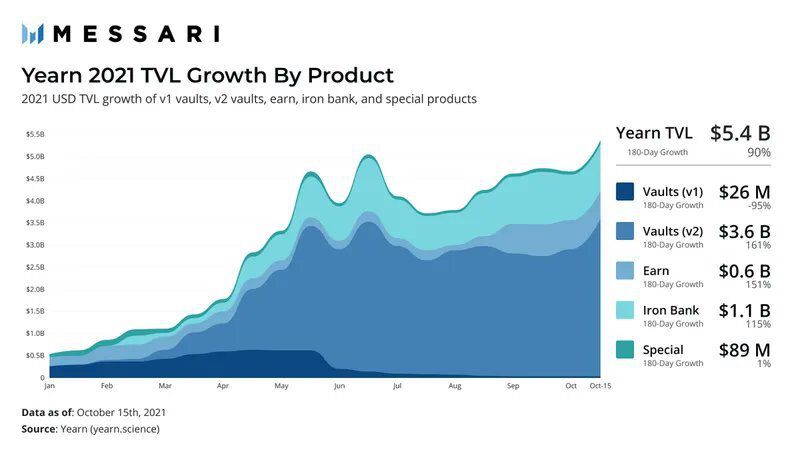 MESSARI
Yearn 2021 TVL Growth By Product
2021 USD TVL growth of v1 vaults, v2 vaults, earn, iron bank, and special products
$5.5B
$5.0B
$4.5B
$4.0B
$3.5B
$3.0B
$2.5B
$2.0B
$1.5B
$1.0B
$0.5B
0
Jan Feb Mar Apr May Jun Jul Aug Sep Oct Oct-15
Yearn TVL $5.4 B
180-Day Growth 90%
Vaults (v1) $26 M
180-Day Growth -95%
Vaults (v2) $3.6 B
180-Day Growth 161%
Earn $0.6 B
180-Day Growth 151%
Iron Bank $1.1 B
180-Day Growth 115%
Special $89 M
180-Day Growth 1%
Data as of: October 15th, 2021
Source: Yearn (yearn.science)